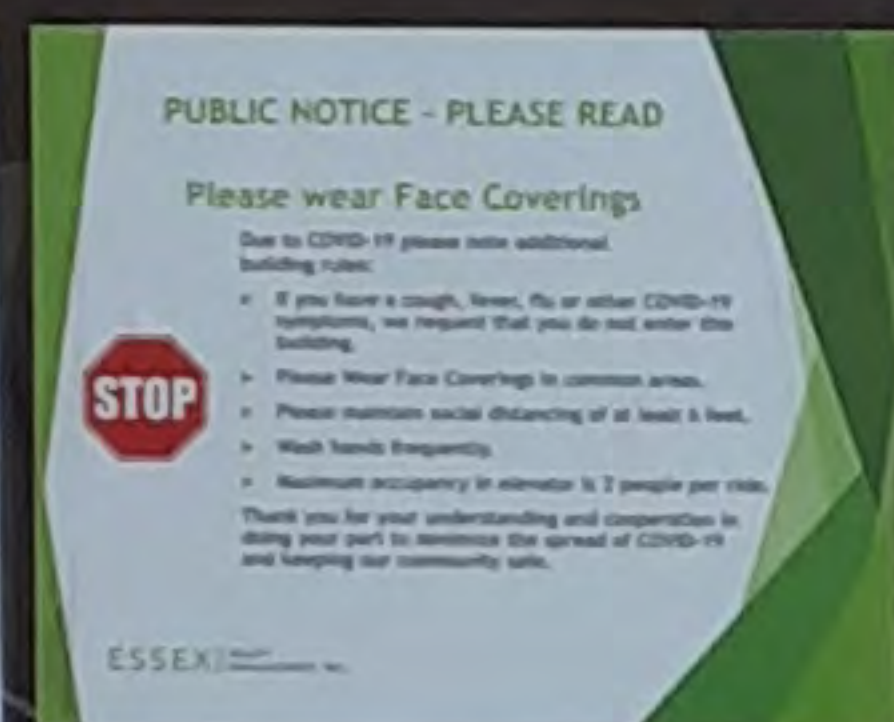 PUBLIC NOTICE - PLEASE READ
Please wear Face Coverings
Due to COVID-19 please note additional
building rules:
If you have a cough, fever, flu or other COVID-19
symptoms, we request that you do not enter this
building.
STOP
Please Wear Face Coverings in common areas.
Please maintain social distancing of at least 6 feet.
Wash hands frequently.
Maximum occupancy in elevator is 2 people per ride.
Thank you for your understanding and cooperation in
doing your part to minimize the spread of COVID-19
and keeping our community safe.
ESSEX